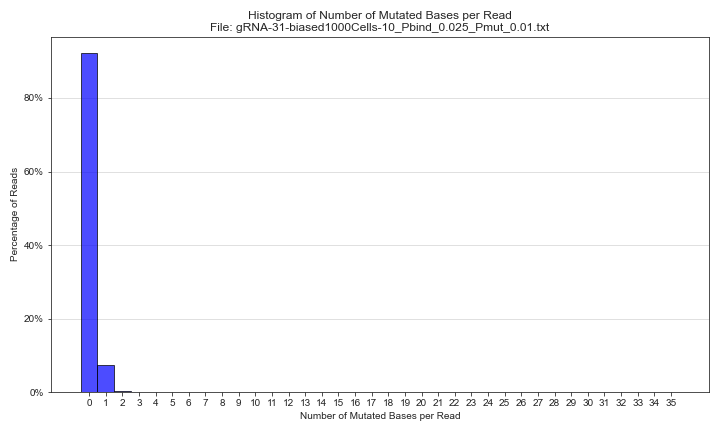 Histogram of Number of Mutated Bases per Read
File: gRNA-31-biased1000Cells-10_Pbind_0.025_Pmut_0.01.txt
Percentage of Reads
80%
60%
40%
20%
0%
0 1 2 3 4 5 6 7 8 9 10 11 12 13 14 15 16 17 18 19 20 21 22 23 24 25 26 27 28 29 30 31 32 33 34 35
Number of Mutated Bases per Read